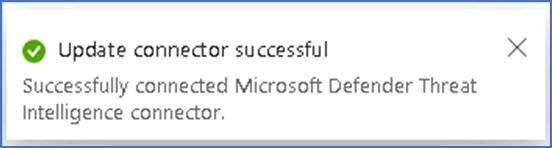 Update connector successful
Successfully connected Microsoft Defender Threat
Intelligence connector.